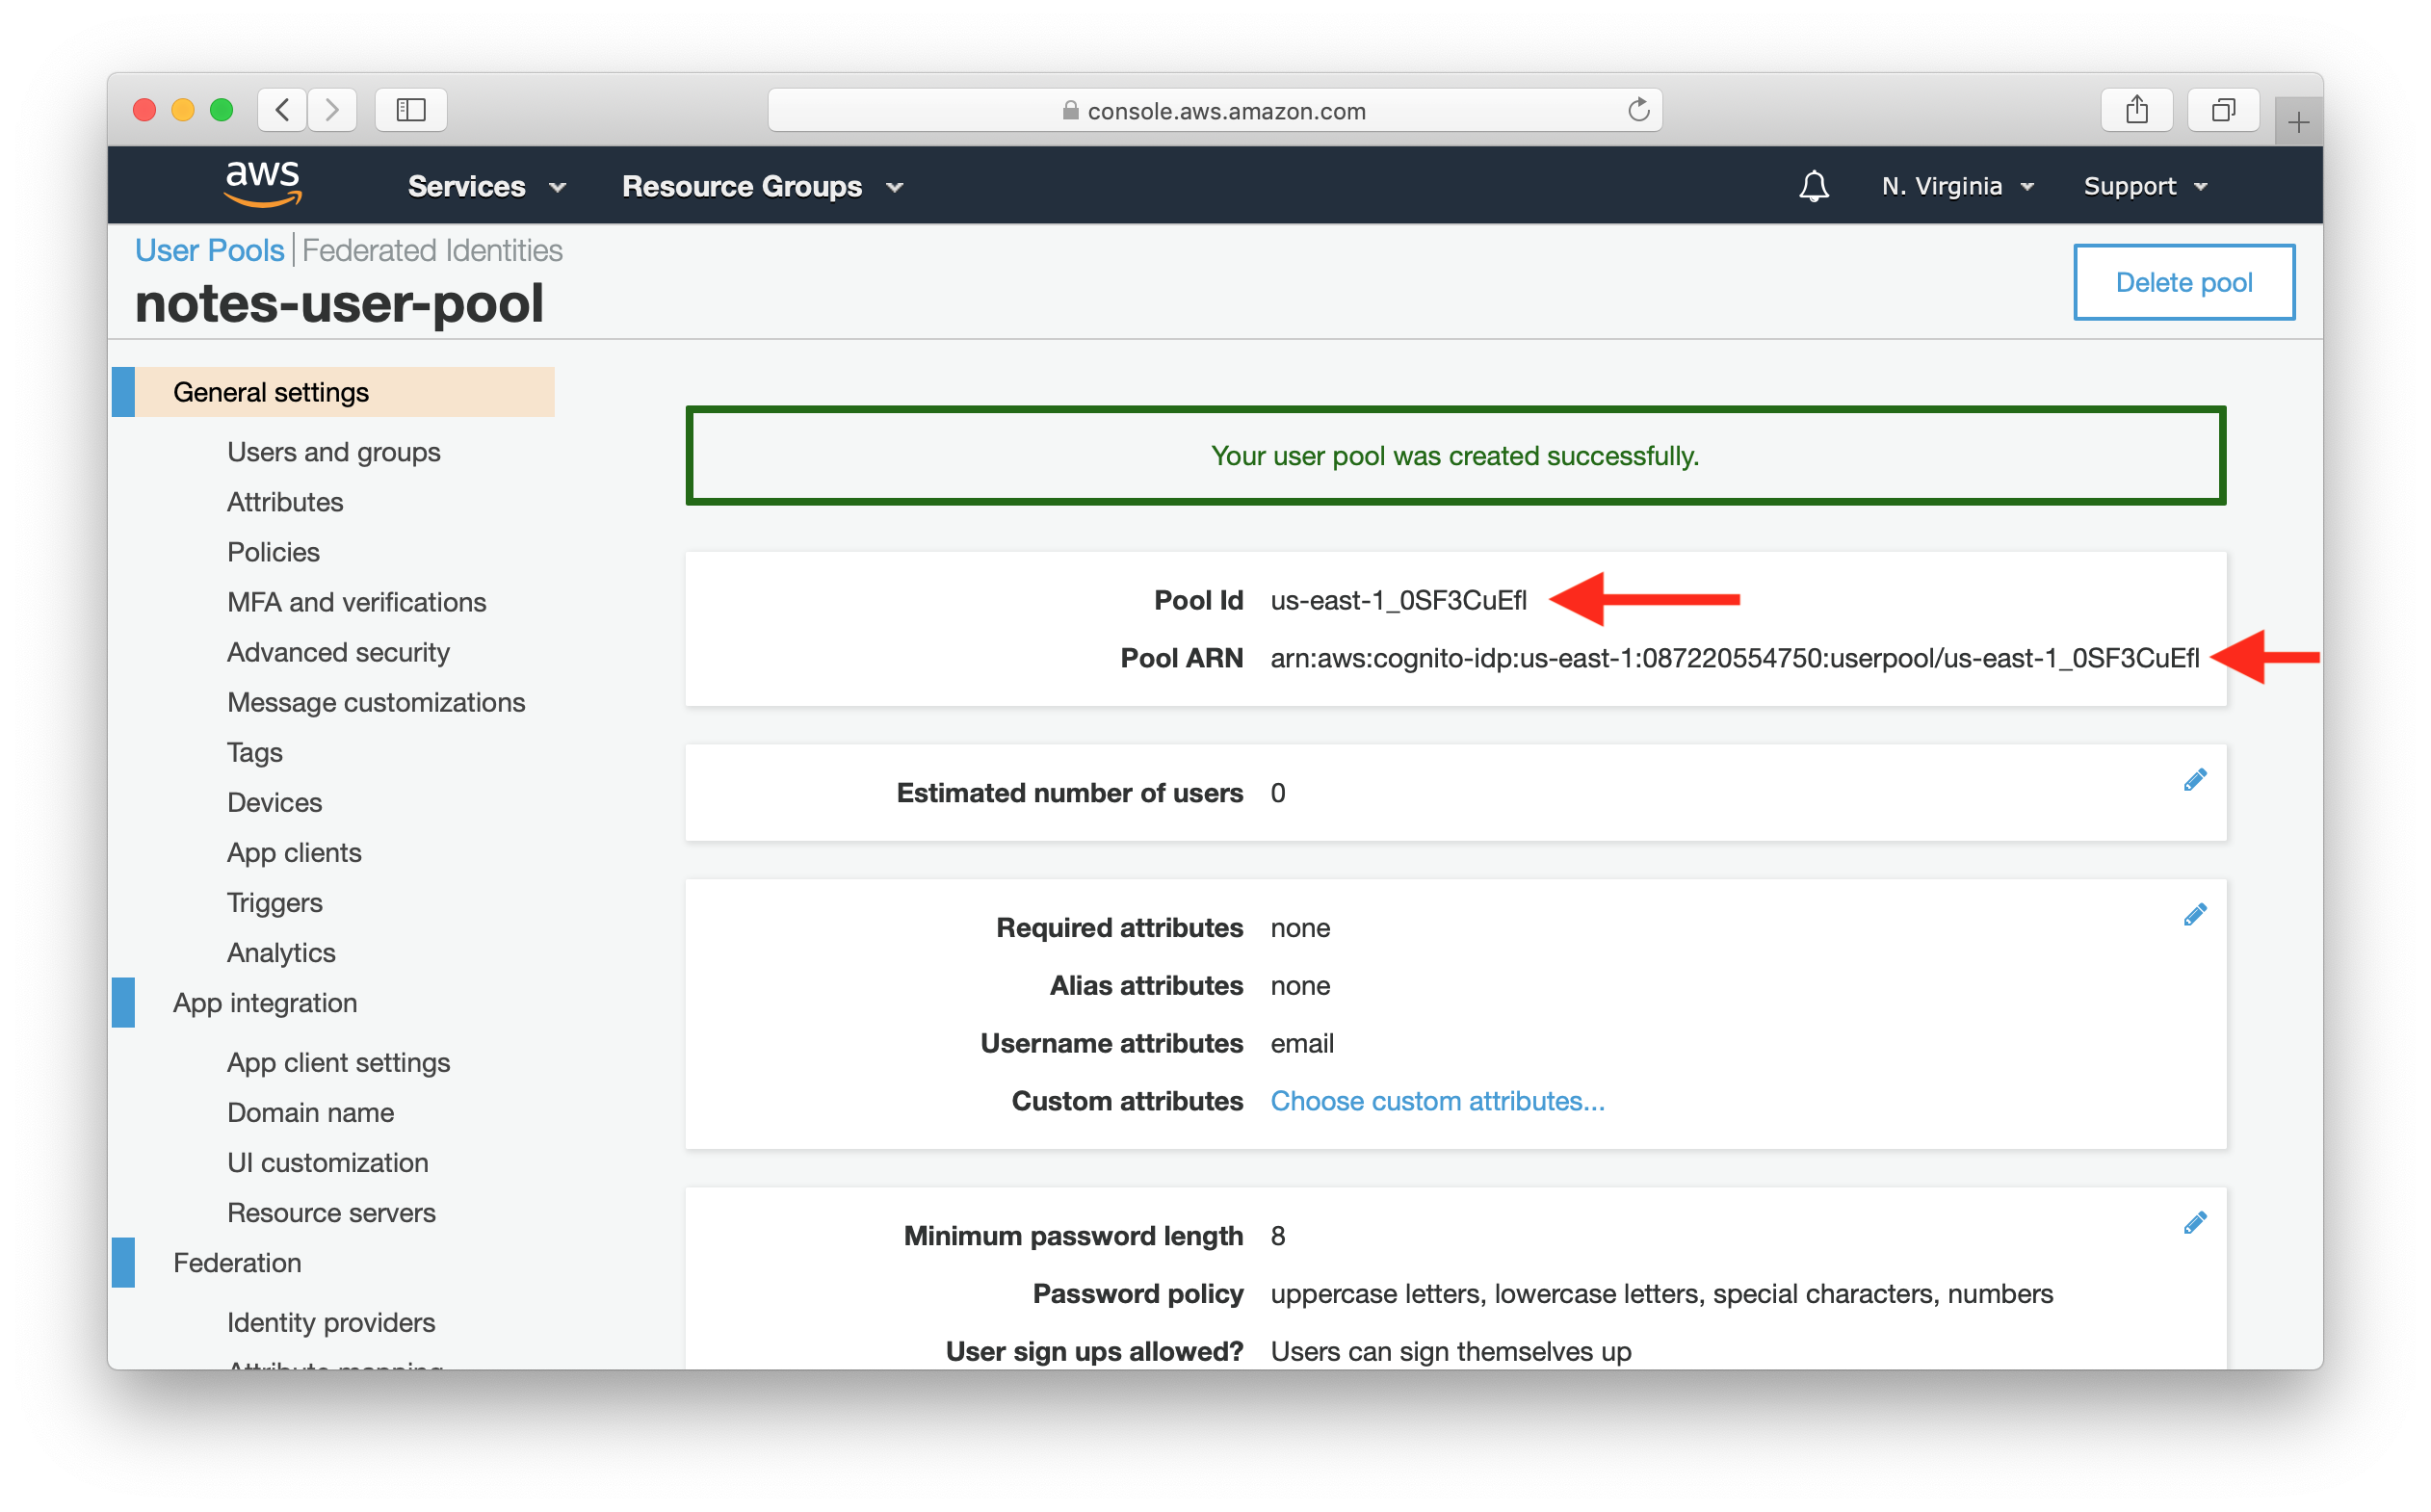 console.aws.amazon.com
aws Services Resource Groups N. Virginia Support
User Pools Federated Identities
notes-user-pool
Delete pool
General settings
Users and groups
Attributes
Policies
MFA and verifications
Advanced security
Message customizations
Tags
Devices
App clients
Triggers
Analytics
App integration
App client settings
Domain name
UI customization
Resource servers
Federation
Identity providers
Attribute mapping
Your user pool was created successfully.
Pool Id us-east-1_0SF3CuEfl
Pool ARN arn:aws:cognito-idp:us-east-1:087220554750:userpool/us-east-1_0SF3CuEfl
Estimated number of users 0
Required attributes none
Alias attributes none
Username attributes email
Custom attributes Choose custom attributes...
Minimum password length 8
Password policy uppercase letters, lowercase letters, special characters, numbers
User sign ups allowed? Users can sign themselves up